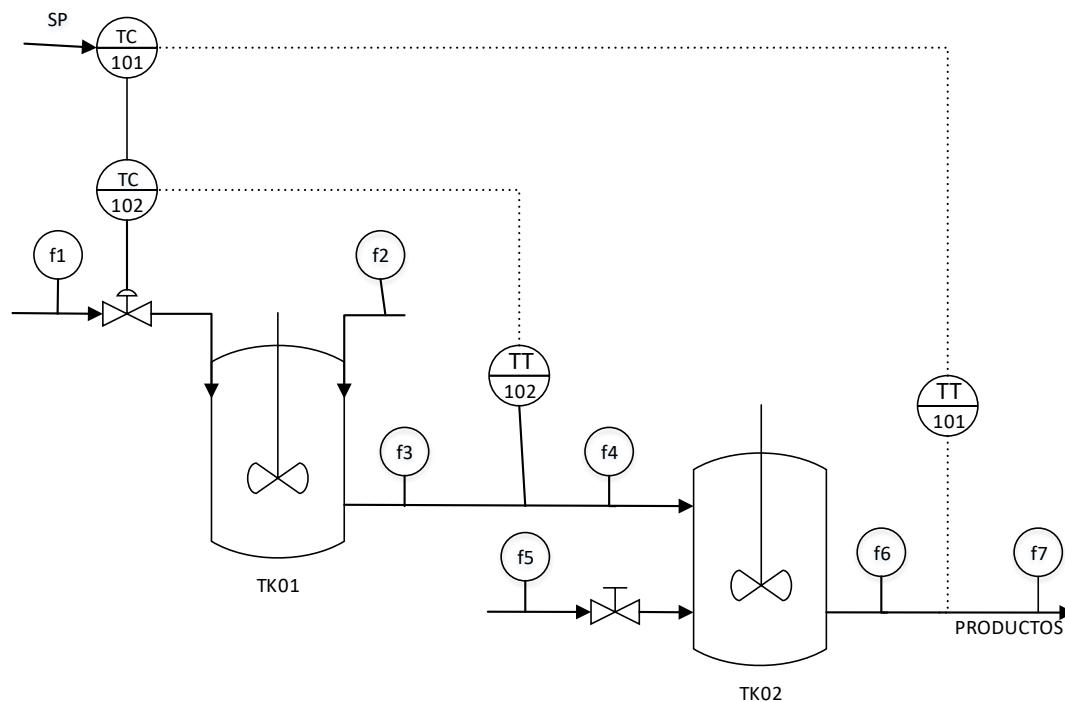 SP
TC
101
TC
102
f1
f2
TT
102
TT
101
f3
f4
f5
f6
f7
TK01
PRODUCTOS
TK02